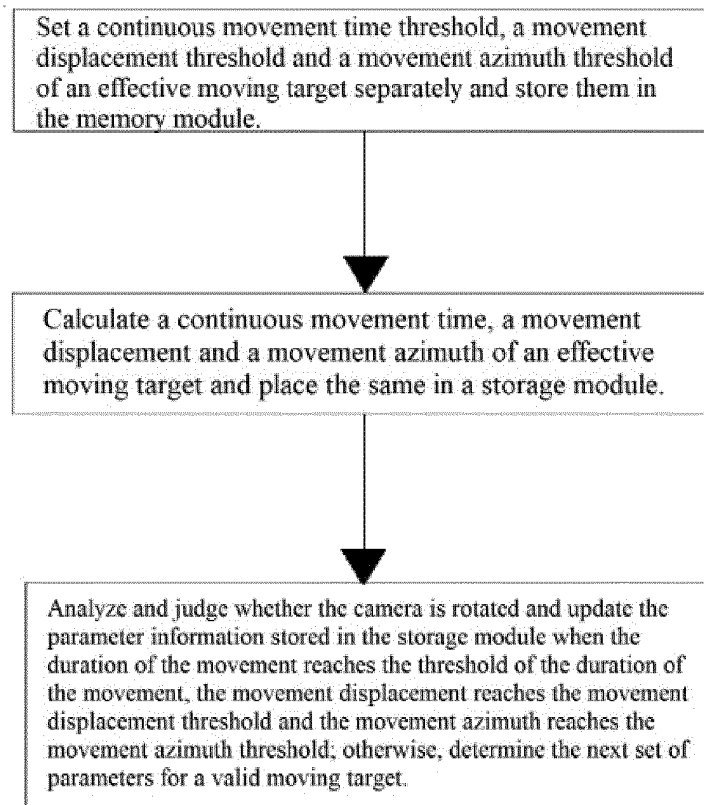 Set a continuous movement time threshold, a movement
displacement threshold and a movement azimuth threshold
of an effective moving target separately and store them in
the memory module.
Calculate a continuous movement time, a movement
displacement and a movement azimuth of an effective
moving target and place the same in a storage module.
Analyze and judge whether the camera is rotated and update the
parameter information stored in the storage module when the
duration of the movement reaches the threshold of the duration of
the movement, the movement displacement reaches the movement
displacement threshold and the movement azimuth reaches the
movement azimuth threshold; otherwise, determine the next set of
parameters for a valid moving target.